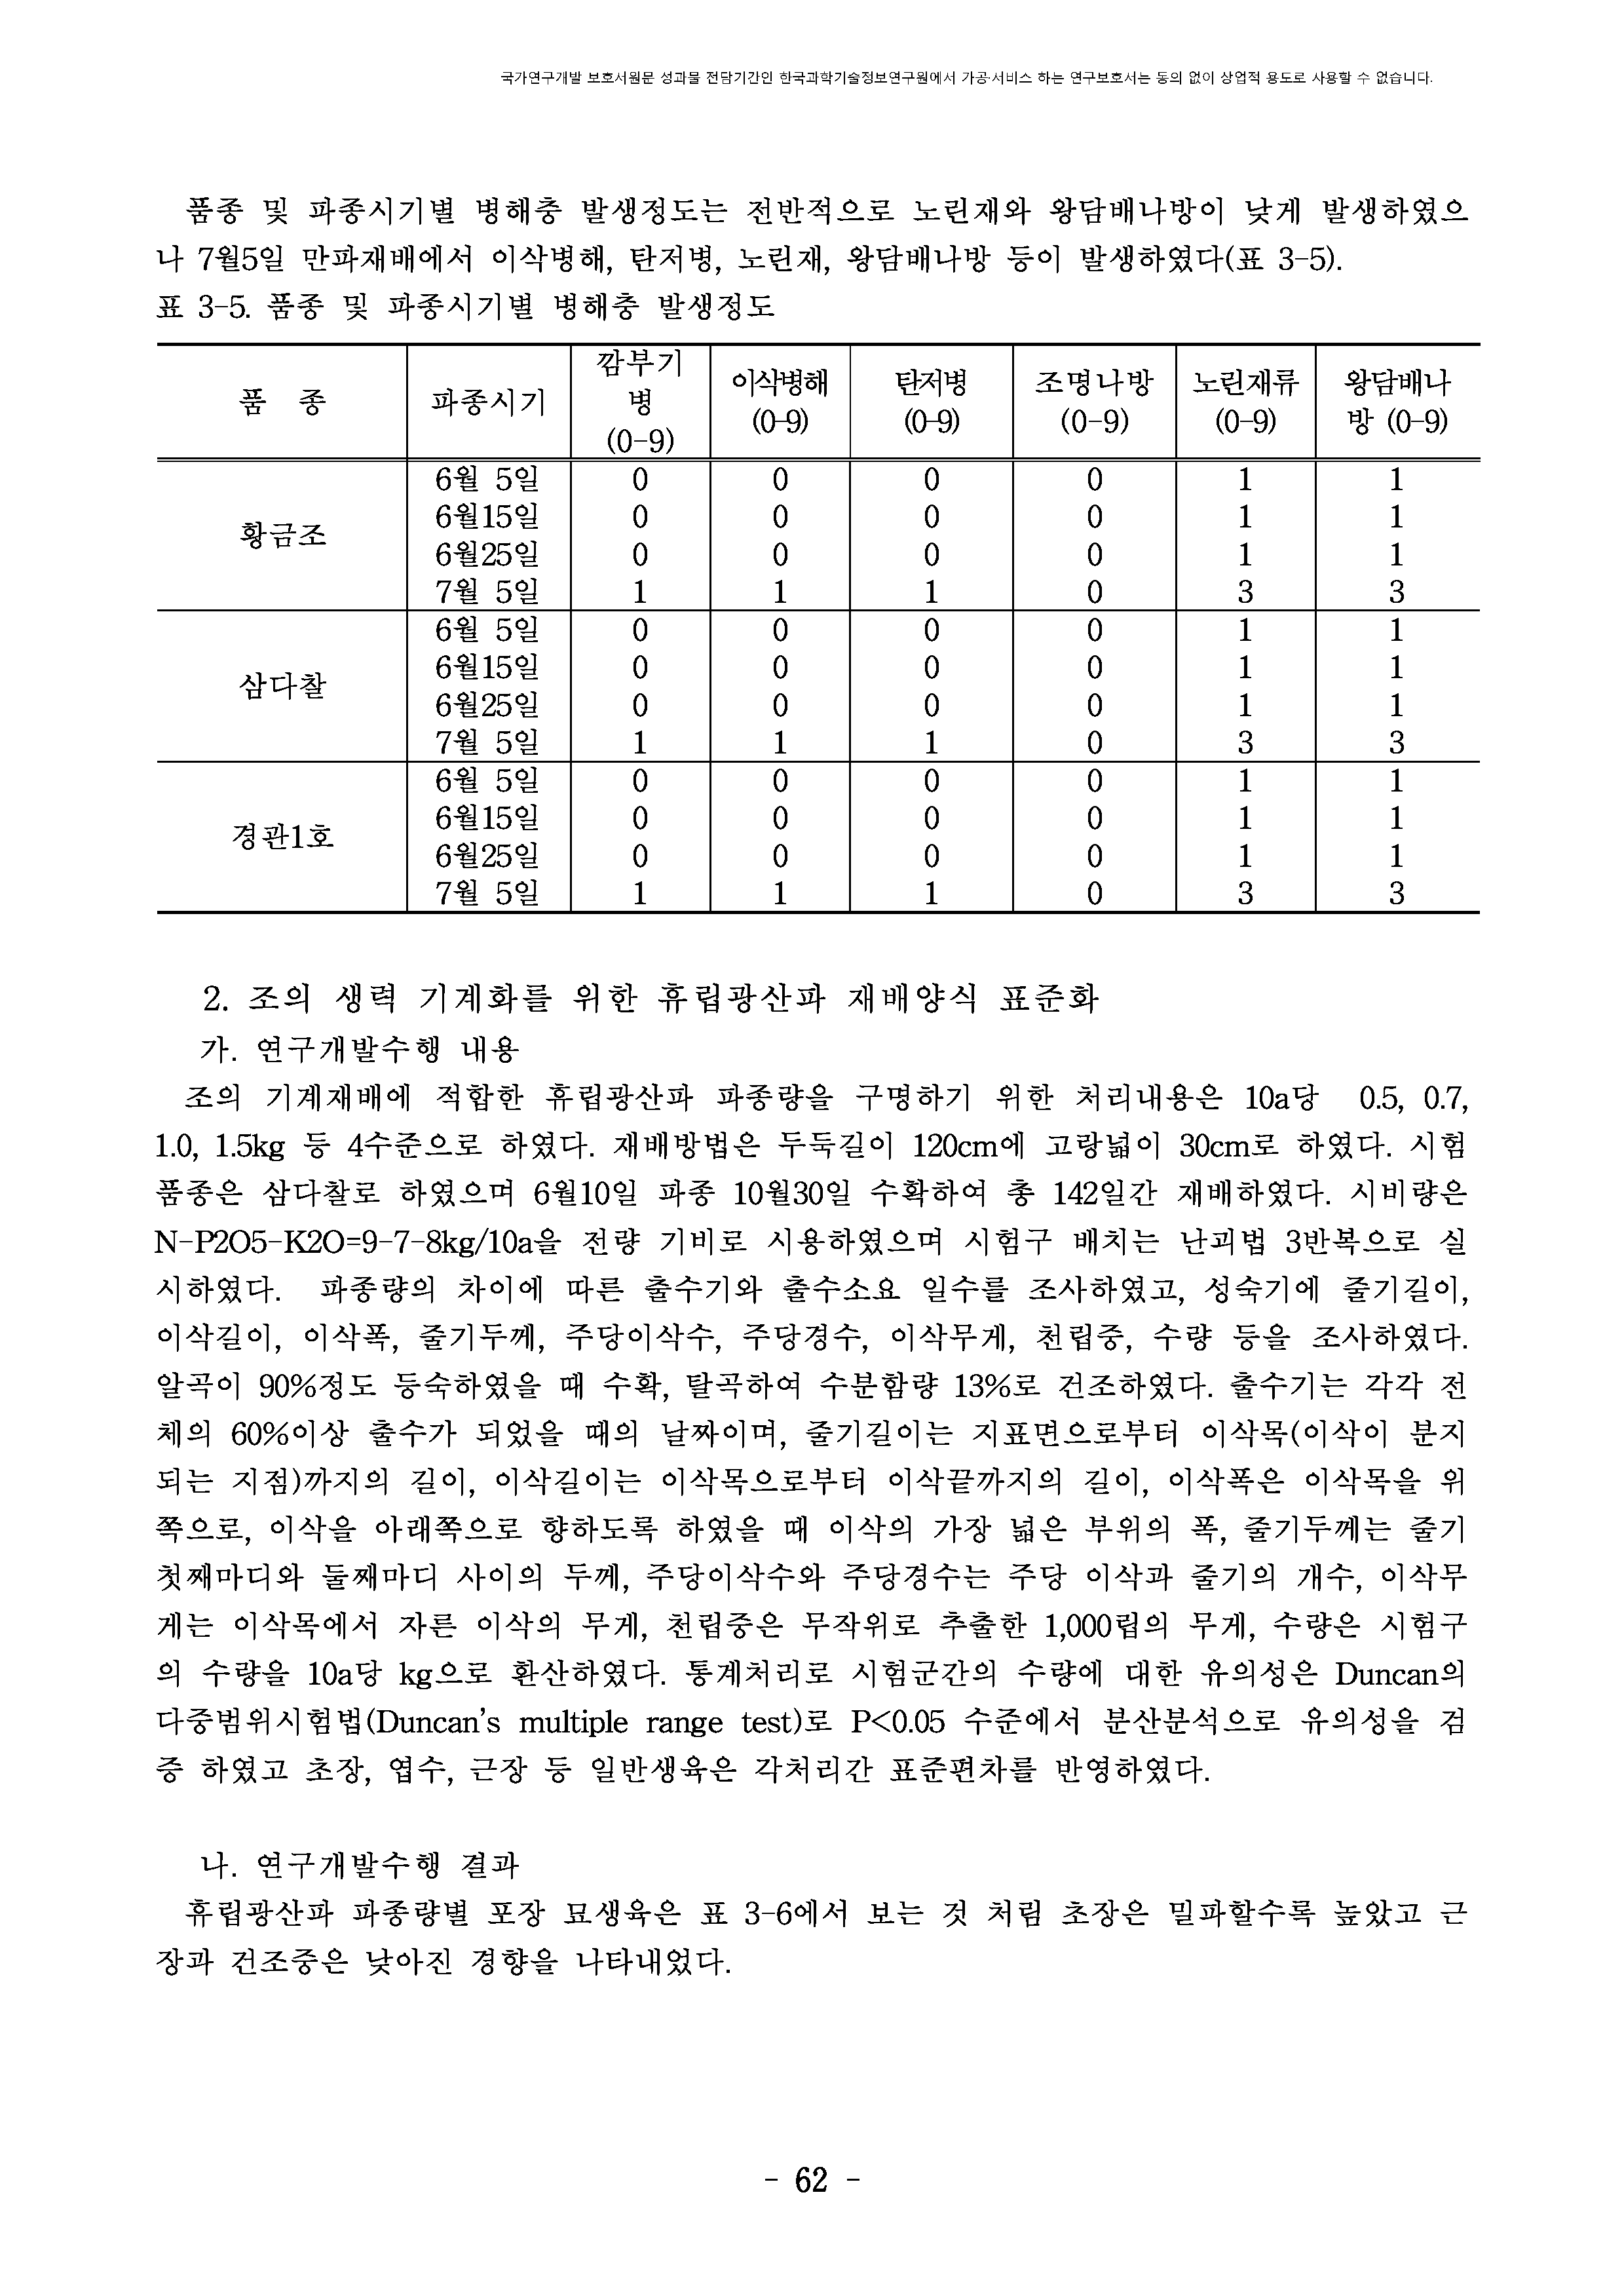 국가연구개발 보호서원문 성과물 전담기간인 한국과학기술정보연구원에서 가공·서비스 하는 연구보호서는 동의 없이 상업적 용도로 사용할 수 없습니다.
품종 및 파종시기별 병해충 발생정도는 전반적으로 노린재와 왕담배나방이 낮게 발생하였으
나 7월5일 만파재배에서 이삭병해, 탄저병, 노린재, 왕담배나방 등이 발생하였다(표 3-5).
표 3-5. 품종 및 파종시기별 병해충 발생정도
품 종 파종시기 깜부기병 (0-9) 이삭병해 (0-9) 탄저병 (0-9) 조명나방 (0-9) 노린재류 (0-9) 왕담배나방 (0-9)
황금조 6월 5일 0 0 0 0 1 1
6월15일 0 0 0 0 1 1
6월25일 0 0 0 0 1 1
7월 5일 1 1 1 0 3 3
삼다찰 6월 5일 0 0 0 0 1 1
6월15일 0 0 0 0 1 1
6월25일 0 0 0 0 1 1
7월 5일 1 1 1 0 3 3
경관1호 6월 5일 0 0 0 0 1 1
6월15일 0 0 0 0 1 1
6월25일 0 0 0 0 1 1
7월 5일 1 1 1 0 3 3
2. 조의 생력 기계화를 위한 휴립광산파 재배양식 표준화
가. 연구개발수행 내용
조의 기계재배에 적합한 휴립광산파 파종량을 구명하기 위한 처리내용은 10a당 0.5, 0.7,
1.0, 1.5kg 등 4수준으로 하였다. 재배방법은 두둑길이 120cm에 고랑넓이 30cm로 하였다. 시험
품종은 삼다찰로 하였으며 6월10일 파종 10월30일 수확하여 총 142일간 재배하였다. 시비량은
N-P2O5-K2O=9-7-8kg/10a을 전량 기비로 시용하였으며 시험구 배치는 난괴법 3반복으로 실
시하였다. 파종량의 차이에 따른 출수기와 출수소요 일수를 조사하였고, 성숙기에 줄기길이,
이삭길이, 이삭폭, 줄기두께, 주당이삭수, 주당경수, 이삭무게, 천립중, 수량 등을 조사하였다.
알곡이 90%정도 등숙하였을 때 수확, 탈곡하여 수분함량 13%로 건조하였다. 출수기는 각각 전
체의 60%이상 출수가 되었을 때의 날짜이며, 줄기길이는 지표면으로부터 이삭목(이삭이 분지
되는 지점)까지의 길이, 이삭길이는 이삭목으로부터 이삭끝까지의 길이, 이삭폭은 이삭목을 위
쪽으로, 이삭을 아래쪽으로 향하도록 하였을 때 이삭의 가장 넓은 부위의 폭, 줄기두께는 줄기
첫째마디와 둘째마디 사이의 두께, 주당이삭수와 주당경수는 주당 이삭과 줄기의 개수, 이삭무
게는 이삭목에서 자른 이삭의 무게, 천립중은 무작위로 추출한 1,000립의 무게, 수량은 시험구
의 수량을 10a당 kg으로 환산하였다. 통계처리로 시험군간의 수량에 대한 유의성은 Duncan의
다중범위시험법(Duncan's multiple range test)로 P<0.05 수준에서 분산분석으로 유의성을 검
증 하였고 초장, 엽수, 근장 등 일반생육은 각처리간 표준편차를 반영하였다.
나. 연구개발수행 결과
휴립광산파 파종량별 포장 묘생육은 표 3-6에서 보는 것 처럼 초장은 밀파할수록 높았고 근
장과 건조중은 낮아진 경향을 나타내었다.
- 62 -